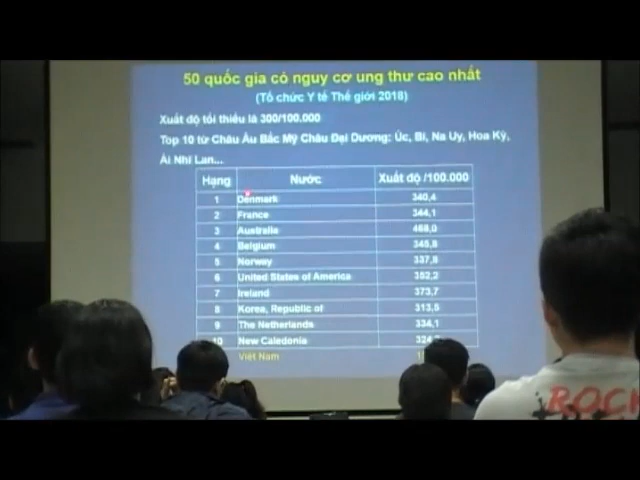 50 quốc gia có nguy cơ ung thư cao nhất
(Tổ chức Y tế Thế giới 2018)
Xuất độ tối thiểu là 300/100.000
Top 10 từ Châu Âu Bắc Mỹ Châu Đại Dương: Úc, Bỉ, Na Uy, Hoa Kỳ,
Ái Nhĩ Lan...
Hạng Nước Xuất độ /100.000
1 Denmark 340,4
2 France 344,1
3 Australia 468,0
4 Belgium 345,8
5 Norway 337,8
6 United States of America 352,2
7 Ireland 373,7
8 Korea, Republic of 313,5
9 The Netherlands 334,1
10 New Caledonia
Việt Nam
ROCK